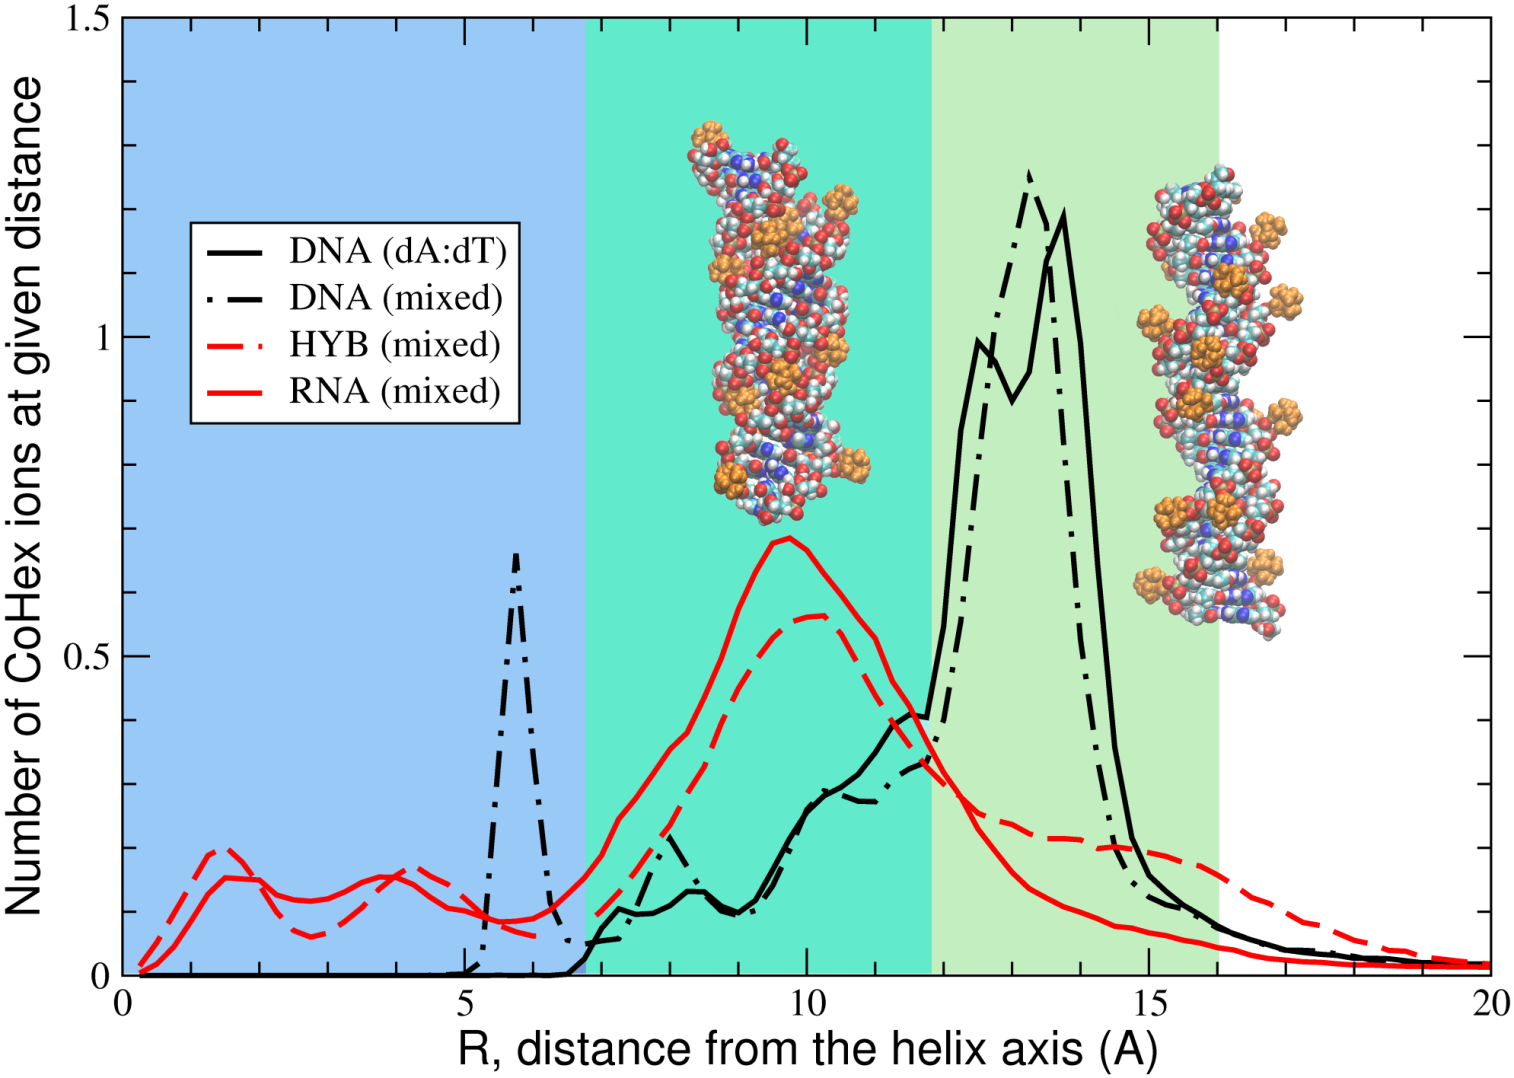 1.5
1
0.5
0
Number of CoHex ions at given distance
DNA (dA:dT)
DNA (mixed)
HYB (mixed)
RNA (mixed)
0 5 10 15 20
R, distance from the helix axis (A)